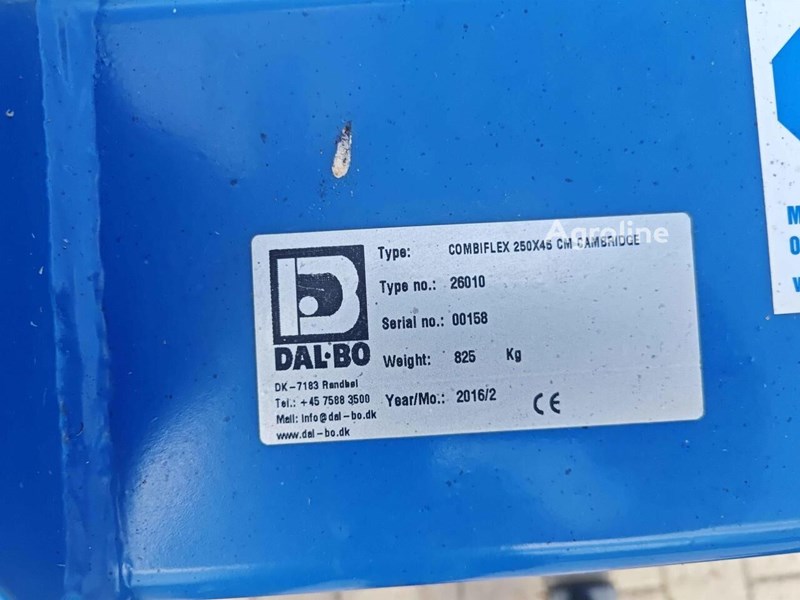 Type: COMBIFLEX 250X45 CM CAMBRIDGE
Type no.: 26010
Serial no.: 00158
Weight: 825 Kg
Year/Mo.: 2016/2
CE
DAL·BO
DK-7183 Randbøl
Tel.: +45 7588 3500
Mail: info@dal-bo.dk
www.dal-bo.dk
Agroline
M
0
w